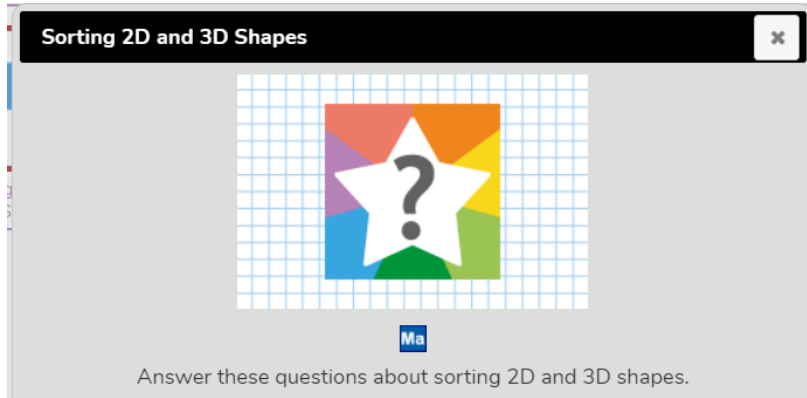 Sorting 2D and 3D Shapes
?
Ma
Answer these questions about sorting 2D and 3D shapes.